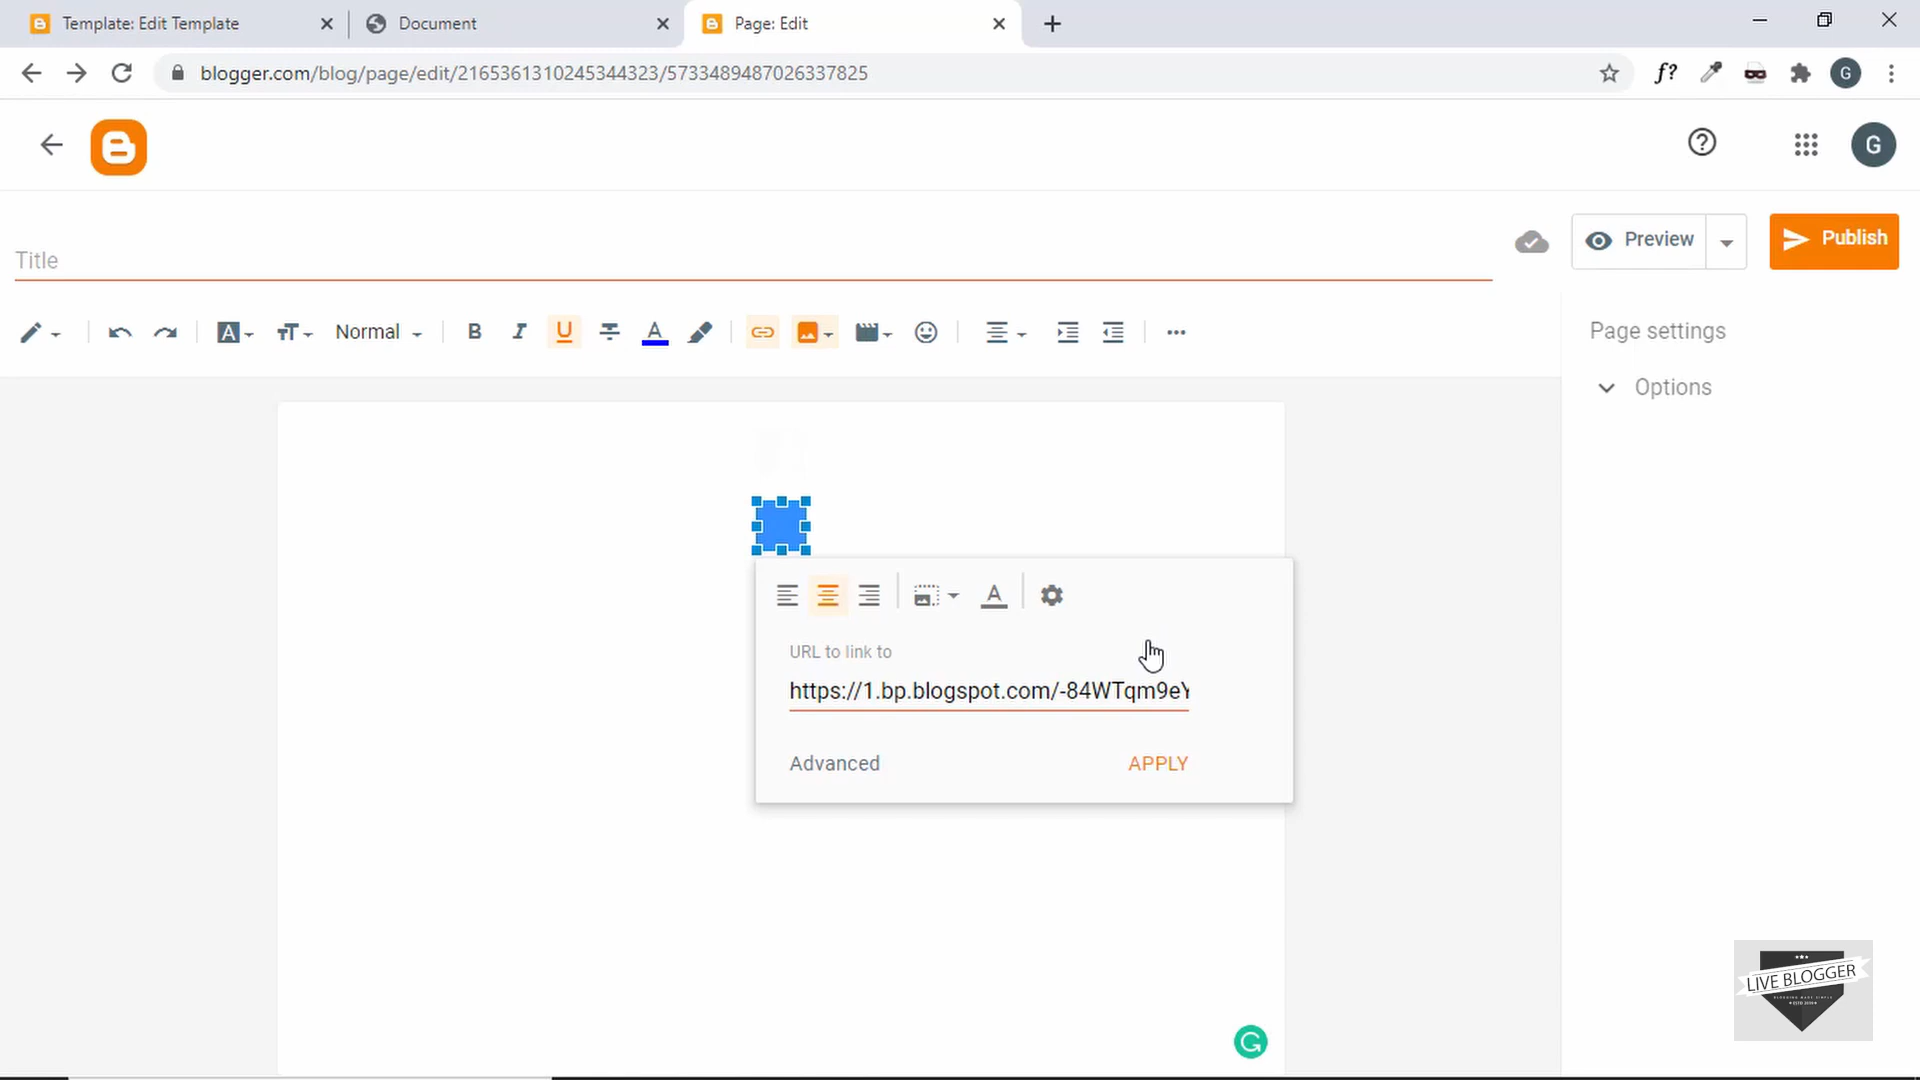 Template: Edit Template
Document
Page: Edit
blogger.com/blog/page/edit/2165361310245344323/5733489487026337825
f?
G
G
Title
Preview
Publish
Normal
B
I
U
A
Page settings
Options
URL to link to
https://1.bp.blogspot.com/-84WTqm9eY
Advanced
APPLY
LIVE BLOGGER